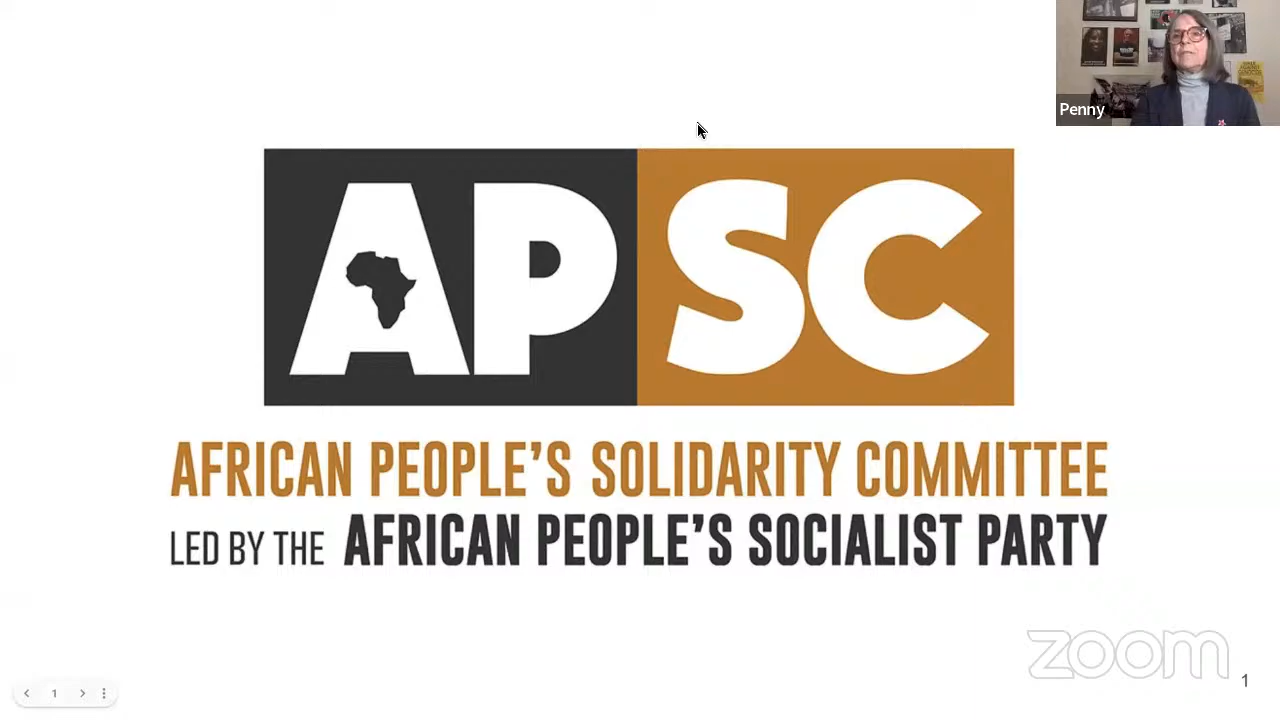 Penny
APSC
AFRICAN PEOPLE'S SOLIDARITY COMMITTEE
LED BY THE AFRICAN PEOPLE'S SOCIALIST PARTY
zoom
1
1